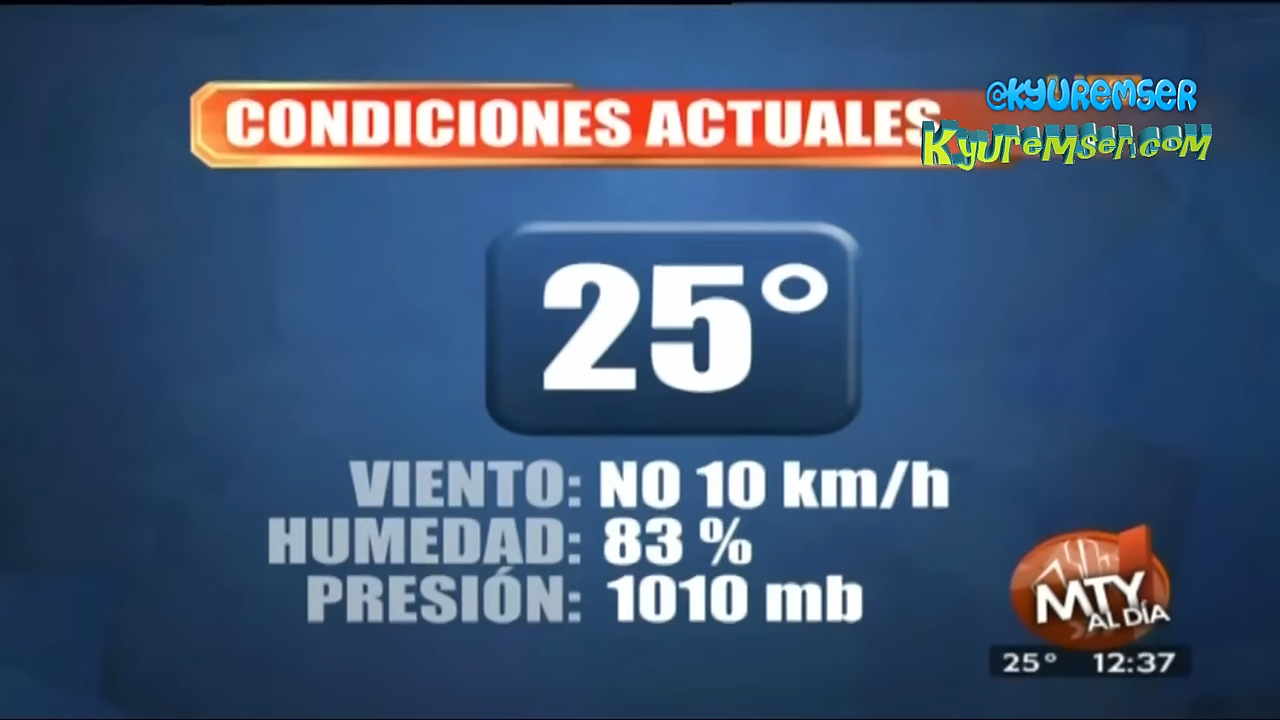 @KYUREMSER
CONDICIONES ACTUALES
KYUREMSER.COM
25°
VIENTO: NO 10 km/h
HUMEDAD: 83 %
PRESIÓN: 1010 mb
MTY
AL DÍA
25° 12:37